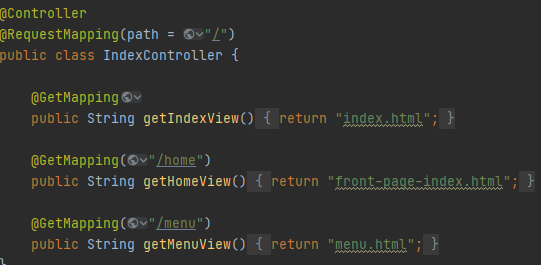 @Controller
@RequestMapping(path = "/")
public class IndexController {
@GetMapping
public String getIndexView() { return "index.html"; }
@GetMapping("/home")
public String getHomeView() { return "front-page-index.html"; }
@GetMapping("/menu")
public String getMenuView() { return "menu.html"; }
}